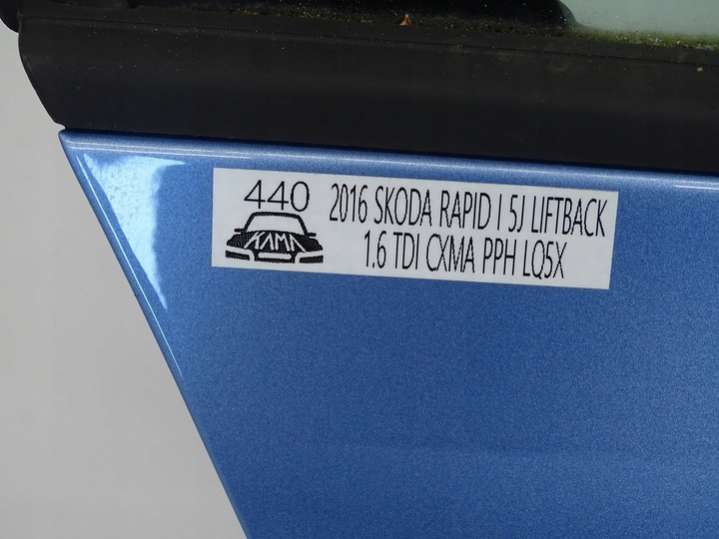 440
KAMA
2016 SKODA RAPID I 5J LIFTBACK
1.6 TDI CXMA PPH LQ5X